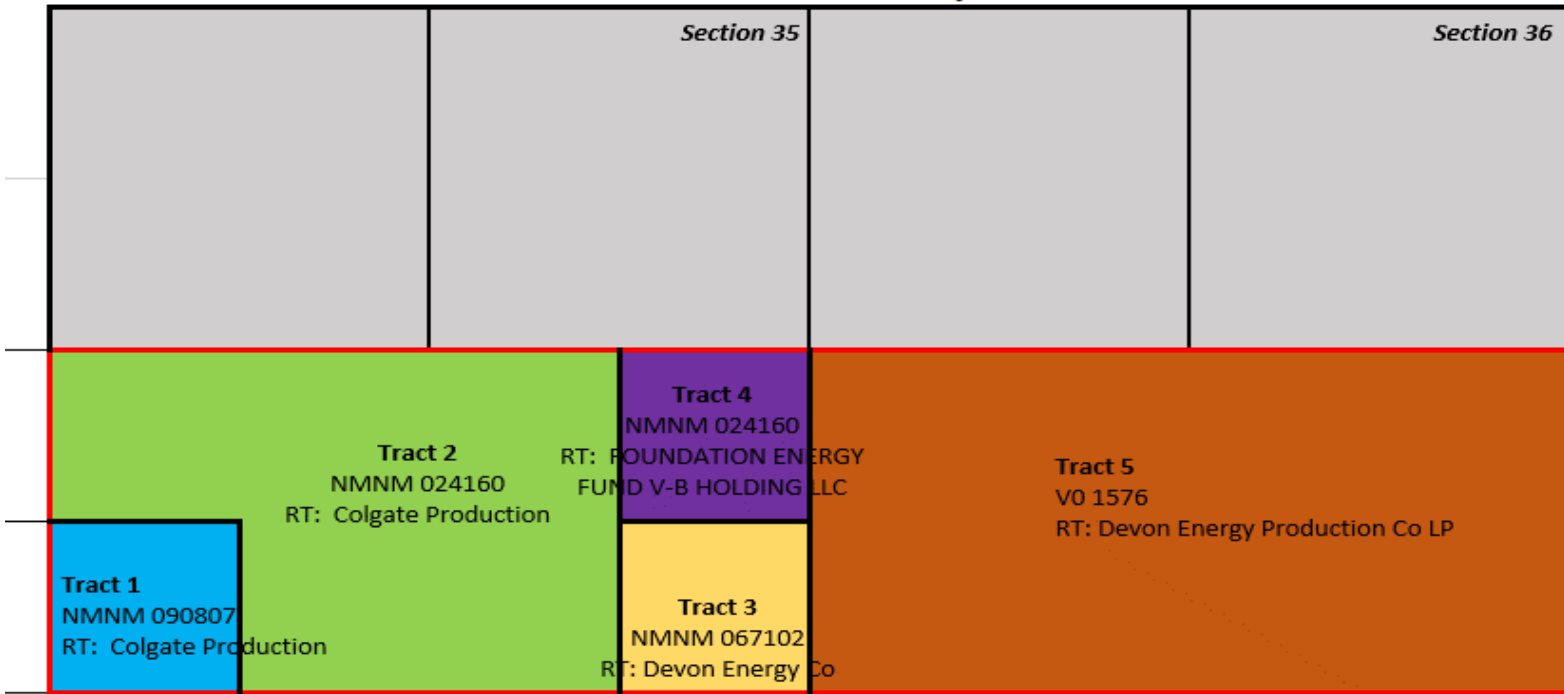 Section 35
Section 36
Tract 4
NMNM 024160
RT: FOUNDATION ENERGY
FUND V-B HOLDING LLC
Tract 2
NMNM 024160
RT: Colgate Production
Tract 5
V0 1576
RT: Devon Energy Production Co LP
Tract 1
NMNM 090807
RT: Colgate Production
Tract 3
NMNM 067102
RT: Devon Energy Co